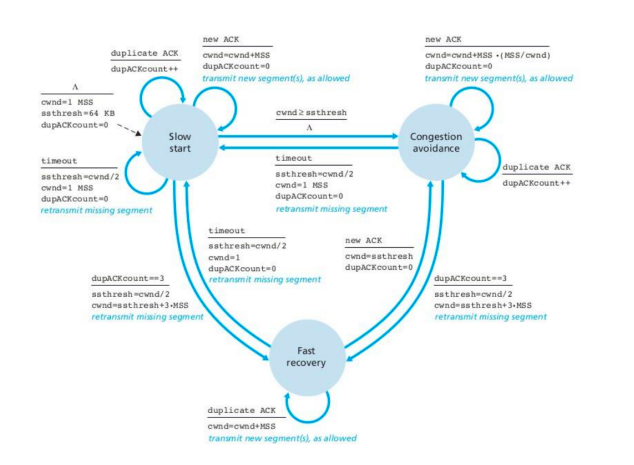 new ACK
cwnd=cwnd+MSS
dupACKcount=0
transmit new segment(s), as allowed
duplicate ACK
dupACKcount++
Λ
cwnd=1 MSS
ssthresh=64 KB
dupACKcount=0
timeout
ssthresh=cwnd/2
cwnd=1 MSS
dupACKcount=0
retransmit missing segment
Slow
start
cwnd≥ssthresh
Λ
timeout
ssthresh=cwnd/2
cwnd=1 MSS
dupACKcount=0
retransmit missing segment
new ACK
cwnd=cwnd+MSS •(MSS/cwnd)
dupACKcount=0
transmit new segment(s), as allowed
Congestion
avoidance
duplicate ACK
dupACKcount++
timeout
ssthresh=cwnd/2
cwnd=1
dupACKcount=0
retransmit missing segment
new ACK
cwnd=ssthresh
dupACKcount=0
dupACKcount==3
ssthresh=cwnd/2
cwnd=ssthresh+3•MSS
retransmit missing segment
dupACKcount==3
ssthresh=cwnd/2
cwnd=ssthresh+3•MSS
retransmit missing segment
Fast
recovery
duplicate ACK
cwnd=cwnd+MSS
transmit new segment(s), as allowed